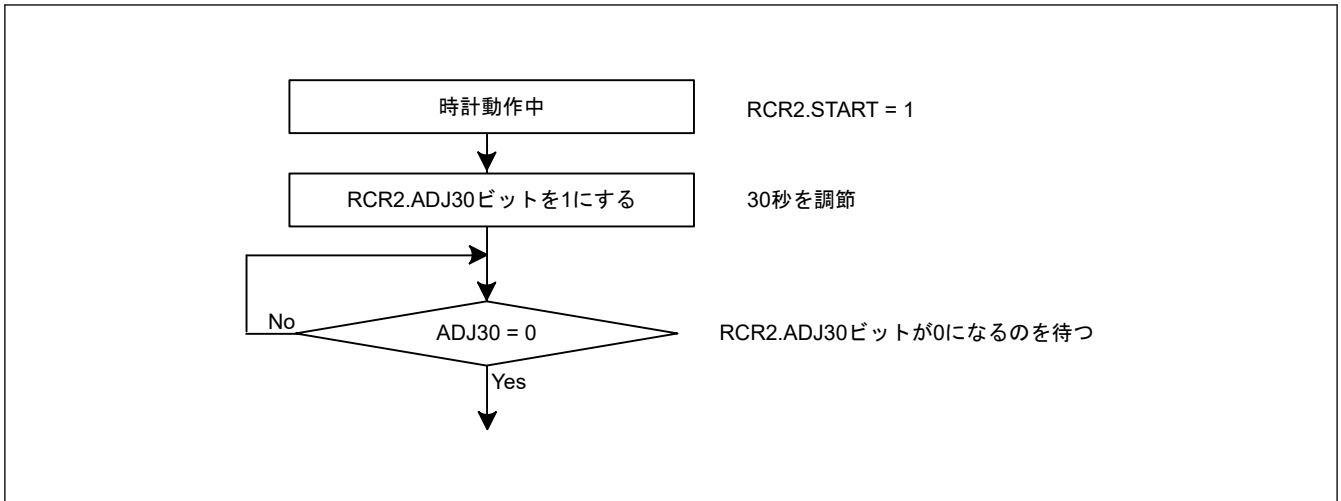 時計動作中
RCR2.START = 1
RCR2.ADJ30ビットを1にする
30秒を調節
No
ADJ30 = 0
RCR2.ADJ30ビットが0になるのを待つ
Yes